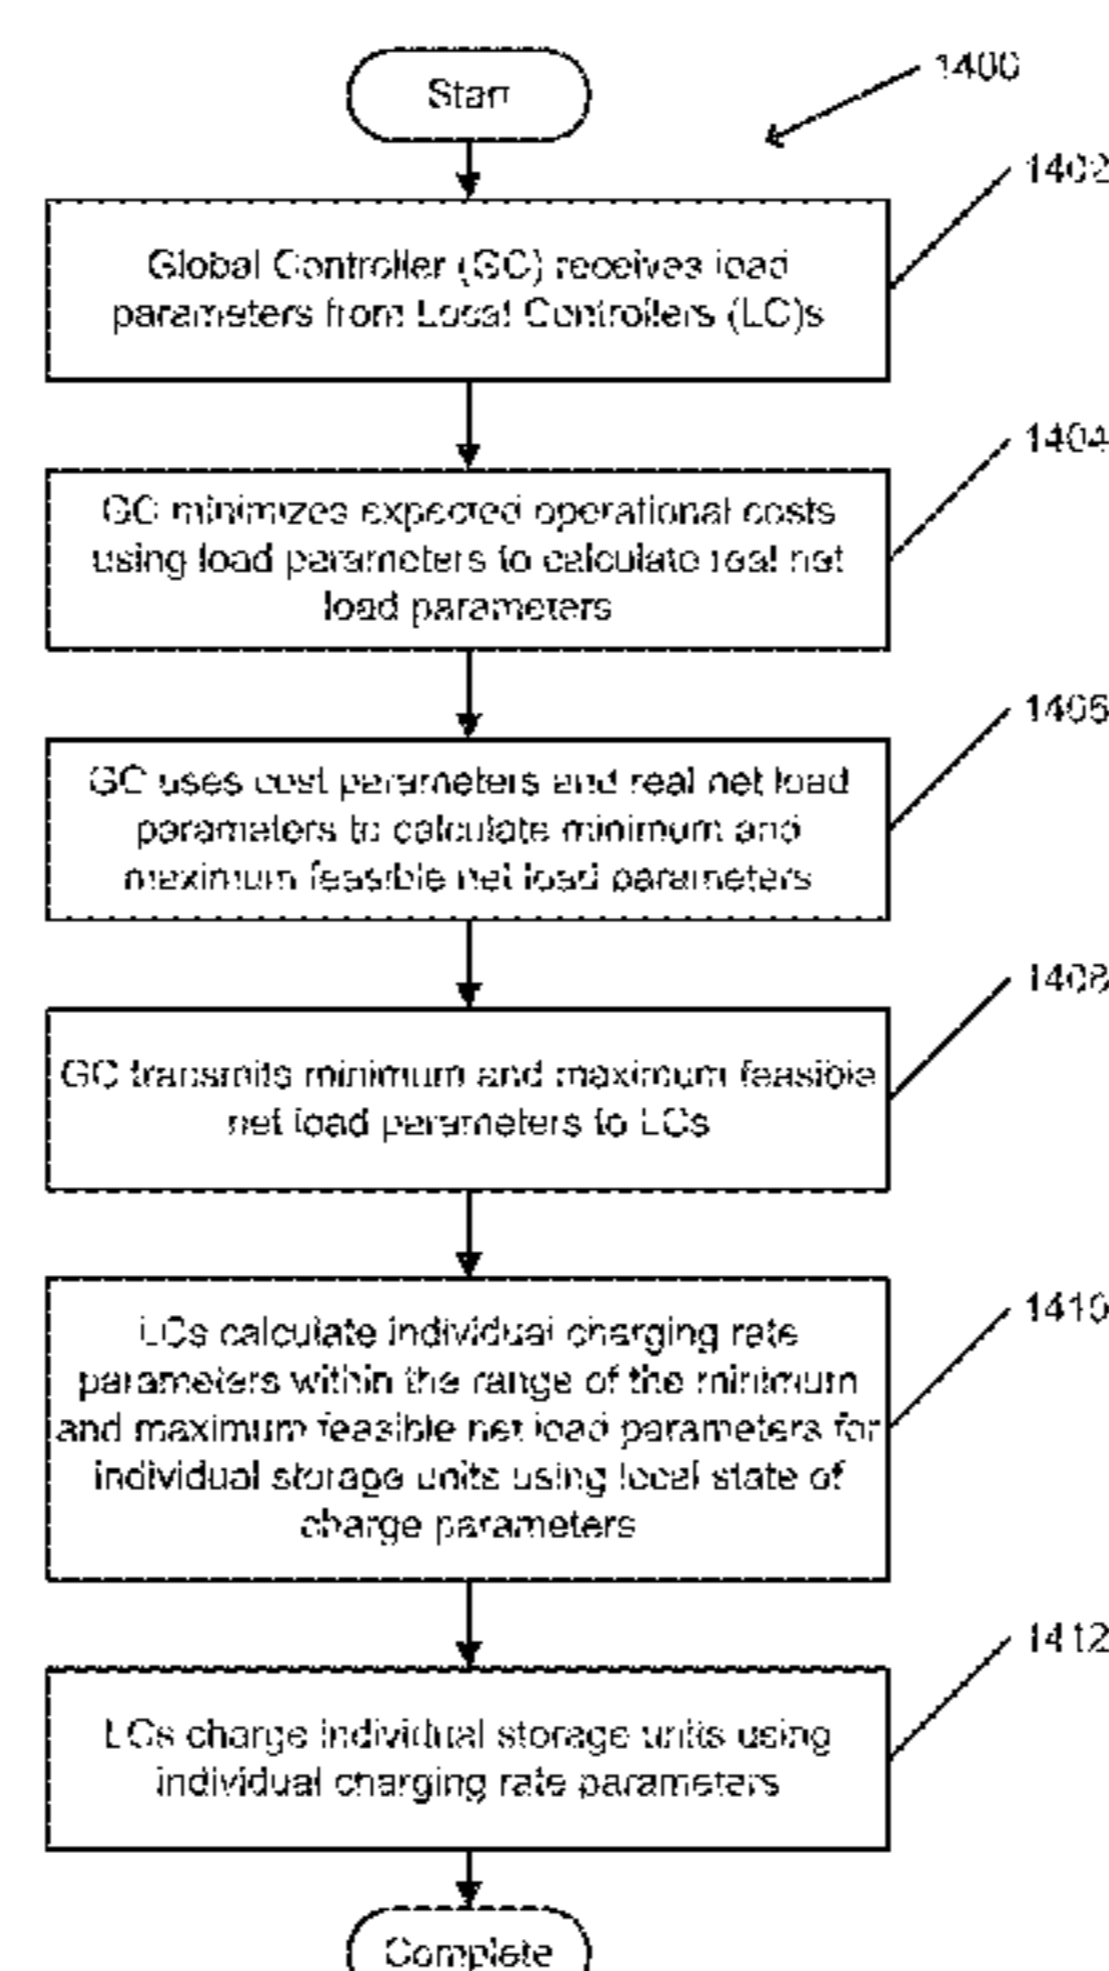 Start
1400
1402
Global Controller (GC) receives load
parameters from Local Controllers (LC)s
1404
GC minimizes expected operational costs
using load parameters to calculate real net
load parameters
1406
GC uses cost parameters and real net load
parameters to calculate minimum and
maximum feasible net load parameters
1408
GC transmits minimum and maximum feasible
net load parameters to LCs
1410
LCs calculate individual charging rate
parameters within the range of the minimum
and maximum feasible net load parameters for
individual storage units using local state of
charge parameters
1412
LCs charge individual storage units using
individual charging rate parameters
Complete